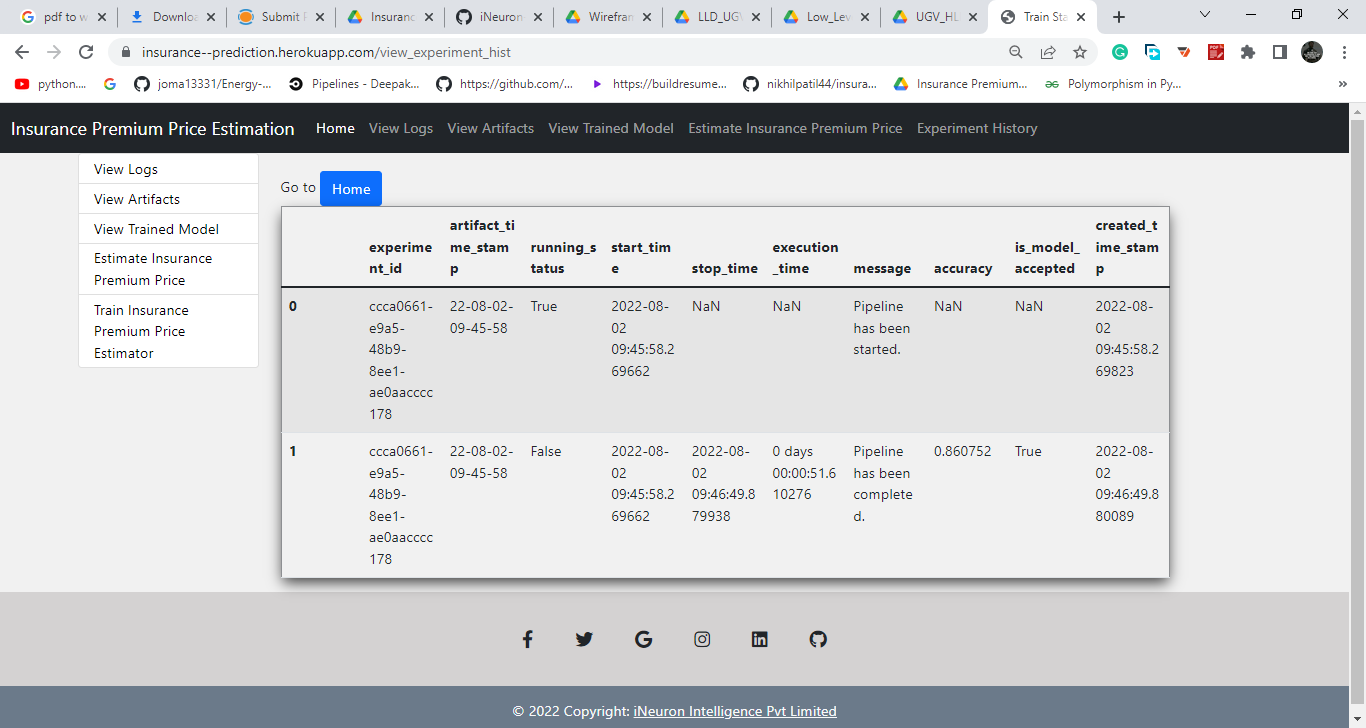 pdf to w
Downloa
Submit F
Insuranc
iNeuron
Wirefram
LLD_UGV
Low_Lev
UGV_HL
Train Sta
insurance--prediction.herokuapp.com/view_experiment_hist
python....
joma13331/Energy-...
Pipelines - Deepak...
https://github.com/...
https://buildresume...
nikhilpatil44/insura...
Insurance Premium...
Polymorphism in Py...
»
Insurance Premium Price Estimation Home View Logs View Artifacts View Trained Model Estimate Insurance Premium Price Experiment History
View Logs
View Artifacts
View Trained Model
Estimate Insurance
Premium Price
Train Insurance
Premium Price
Estimator
Go to Home
artifact_ti created_t
experime me_stam running_s start_tim execution is_model_ ime_stam
nt_id p tatus e stop_time _time message accuracy accepted p
0 ccca0661- 22-08-02- True 2022-08- NaN NaN Pipeline NaN NaN 2022-08-
e9a5- 09-45-58 02 has been 02
48b9- 09:45:58.2 started. 09:45:58.2
8ee1- 69662 69823
ae0aacccc
178
1 ccca0661- 22-08-02- False 2022-08- 2022-08- 0 days Pipeline 0.860752 True 2022-08-
e9a5- 09-45-58 02 02 00:00:51.6 has been 02
48b9- 09:45:58.2 09:46:49.8 10276 complete 09:46:49.8
8ee1- 69662 79938 d. 80089
ae0aacccc
178
© 2022 Copyright: iNeuron Intelligence Pvt Limited